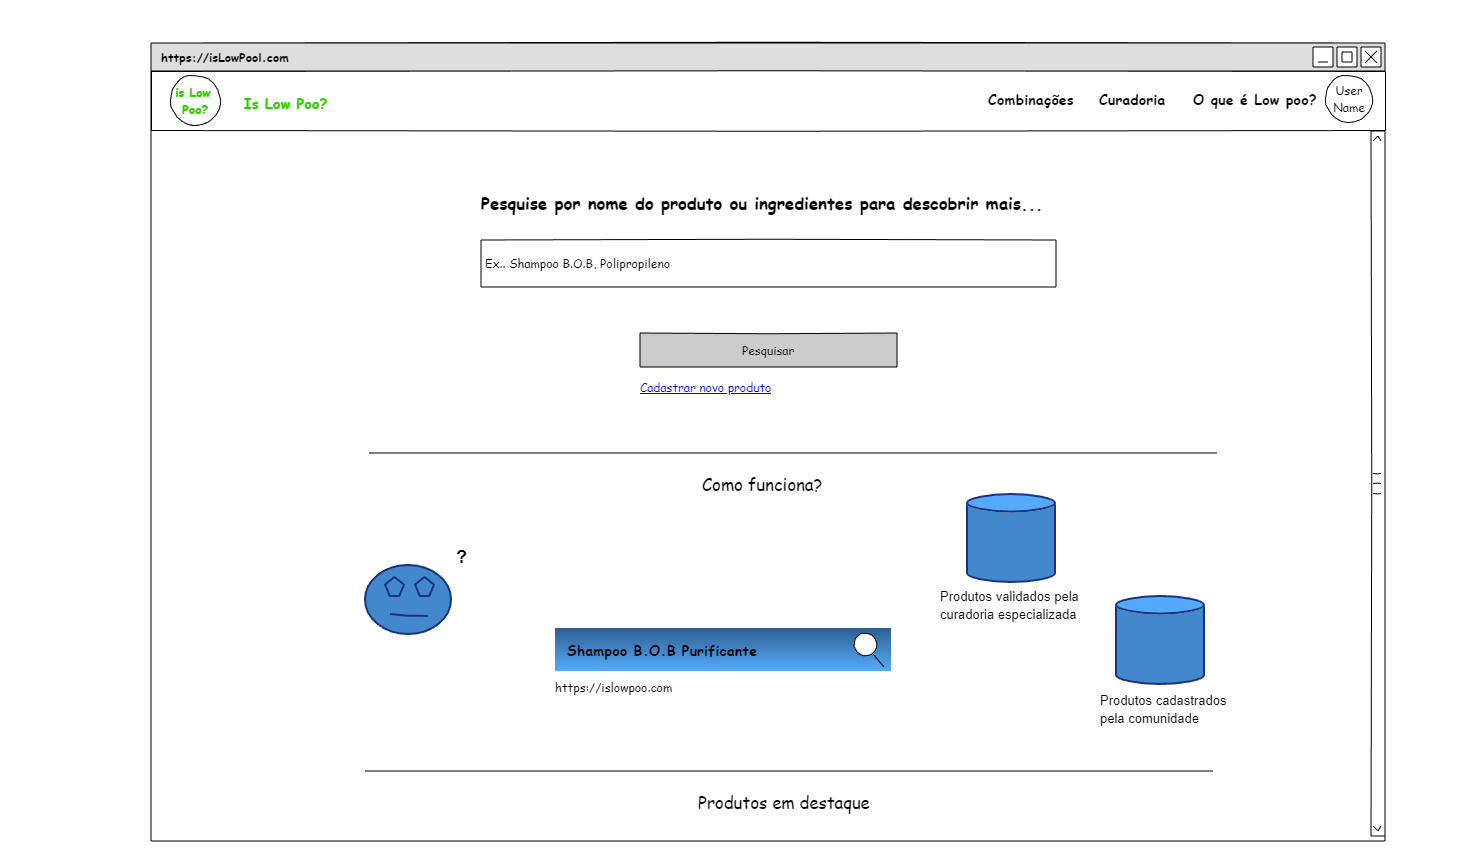 https://isLowPool.com
is Low
Poo?
Is Low Poo?
Combinações
Curadoria
O que é Low poo?
User
Name
Pesquise por nome do produto ou ingredientes para descobrir mais...
Ex.. Shampoo B.O.B, Polipropileno
Pesquisar
Cadastrar novo produto
Como funciona?
?
Produtos validados pela
curadoria especializada
Shampoo B.O.B Purificante
https://islowpoo.com
Produtos cadastrados
pela comunidade
Produtos em destaque